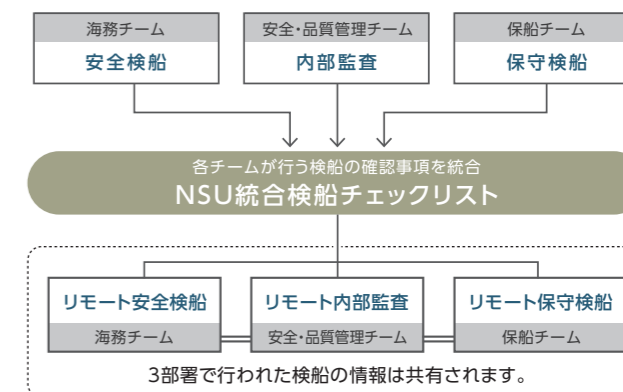 海務チーム
安全検船
安全・品質管理チーム
内部監査
保船チーム
保守検船
各チームが行う検船の確認事項を統合
NSU統合検船チェックリスト
リモート安全検船
海務チーム
リモート内部監査
安全・品質管理チーム
リモート保守検船
保船チーム
3部署で行われた検船の情報は共有されます。